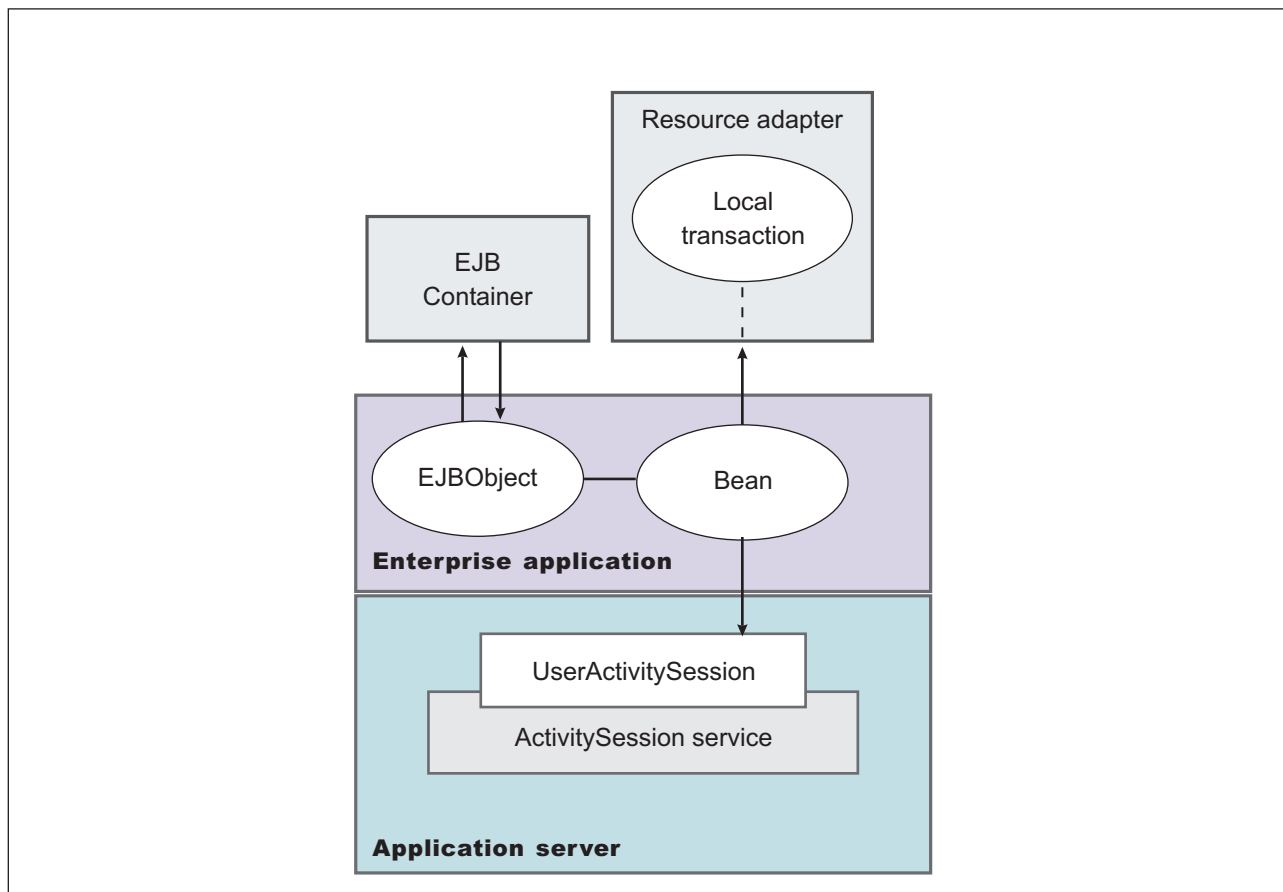 Resource adapter
Local
transaction
EJB
Container
EJBObject
Bean
Enterprise application
UserActivitySession
ActivitySession service
Application server